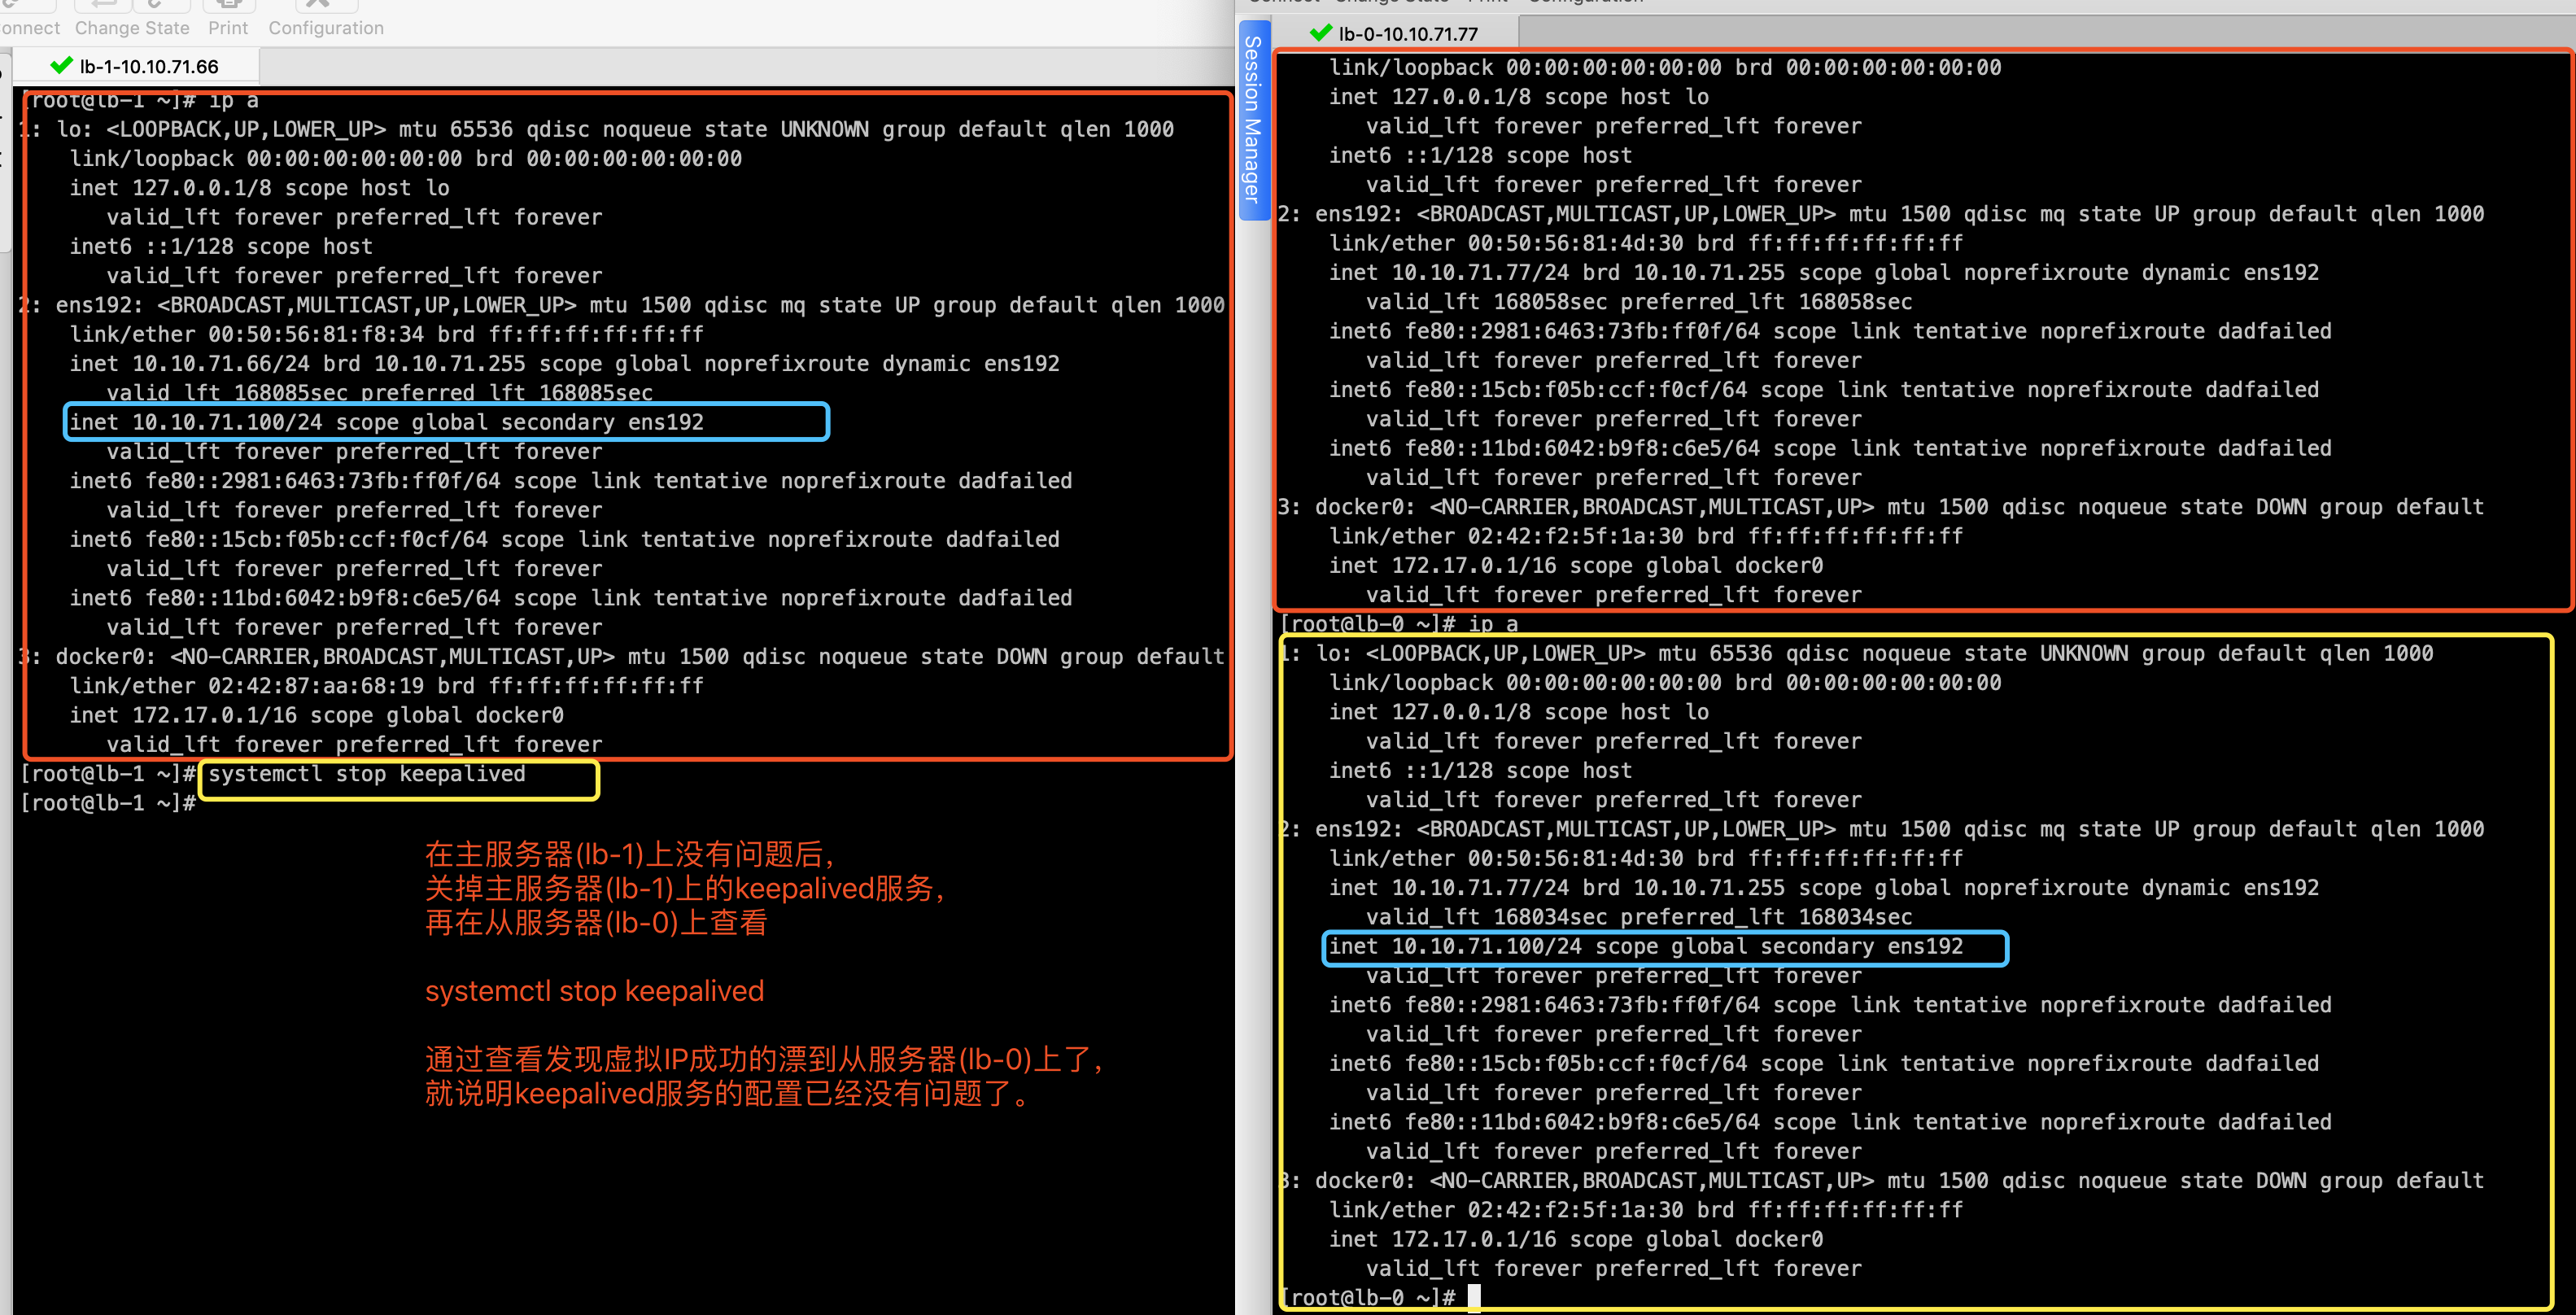 Change State Print Configuration
lb-1-10.10.71.66
[root@lb-1 ~]# ip a
1: lo: <LOOPBACK,UP,LOWER_UP> mtu 65536 qdisc noqueue state UNKNOWN group default qlen 1000
link/loopback 00:00:00:00:00:00 brd 00:00:00:00:00:00
inet 127.0.0.1/8 scope host lo
valid_lft forever preferred_lft forever
inet6 ::1/128 scope host
valid_lft forever preferred_lft forever
2: ens192: <BROADCAST,MULTICAST,UP,LOWER_UP> mtu 1500 qdisc mq state UP group default qlen 1000
link/ether 00:50:56:81:f8:34 brd ff:ff:ff:ff:ff:ff
inet 10.10.71.66/24 brd 10.10.71.255 scope global noprefixroute dynamic ens192
valid_lft 168085sec preferred_lft 168085sec
inet 10.10.71.100/24 scope global secondary ens192
valid_lft forever preferred_lft forever
inet6 fe80::2981:6463:73fb:ff0f/64 scope link tentative noprefixroute dadfailed
valid_lft forever preferred_lft forever
inet6 fe80::15cb:f05b:ccf:f0cf/64 scope link tentative noprefixroute dadfailed
valid_lft forever preferred_lft forever
inet6 fe80::11bd:6042:b9f8:c6e5/64 scope link tentative noprefixroute dadfailed
valid_lft forever preferred_lft forever
3: docker0: <NO-CARRIER,BROADCAST,MULTICAST,UP> mtu 1500 qdisc noqueue state DOWN group default
link/ether 02:42:87:aa:68:19 brd ff:ff:ff:ff:ff:ff
inet 172.17.0.1/16 scope global docker0
valid_lft forever preferred_lft forever
[root@lb-1 ~]# systemctl stop keepalived
[root@lb-1 ~]#
在主服务器(lb-1)上没有问题后，
关掉主服务器(lb-1)上的keepalived服务，
再在从服务器(lb-0)上查看
systemctl stop keepalived
通过查看发现虚拟IP成功的漂到从服务器(lb-0)上了，
就说明keepalived服务的配置已经没有问题了。
Session Manager
lb-0-10.10.71.77
link/loopback 00:00:00:00:00:00 brd 00:00:00:00:00:00
inet 127.0.0.1/8 scope host lo
valid_lft forever preferred_lft forever
inet6 ::1/128 scope host
valid_lft forever preferred_lft forever
2: ens192: <BROADCAST,MULTICAST,UP,LOWER_UP> mtu 1500 qdisc mq state UP group default qlen 1000
link/ether 00:50:56:81:4d:30 brd ff:ff:ff:ff:ff:ff
inet 10.10.71.77/24 brd 10.10.71.255 scope global noprefixroute dynamic ens192
valid_lft 168058sec preferred_lft 168058sec
inet6 fe80::2981:6463:73fb:ff0f/64 scope link tentative noprefixroute dadfailed
valid_lft forever preferred_lft forever
inet6 fe80::15cb:f05b:ccf:f0cf/64 scope link tentative noprefixroute dadfailed
valid_lft forever preferred_lft forever
inet6 fe80::11bd:6042:b9f8:c6e5/64 scope link tentative noprefixroute dadfailed
valid_lft forever preferred_lft forever
3: docker0: <NO-CARRIER,BROADCAST,MULTICAST,UP> mtu 1500 qdisc noqueue state DOWN group default
link/ether 02:42:f2:5f:1a:30 brd ff:ff:ff:ff:ff:ff
inet 172.17.0.1/16 scope global docker0
valid_lft forever preferred_lft forever
[root@lb-0 ~]# ip a
1: lo: <LOOPBACK,UP,LOWER_UP> mtu 65536 qdisc noqueue state UNKNOWN group default qlen 1000
link/loopback 00:00:00:00:00:00 brd 00:00:00:00:00:00
inet 127.0.0.1/8 scope host lo
valid_lft forever preferred_lft forever
inet6 ::1/128 scope host
valid_lft forever preferred_lft forever
2: ens192: <BROADCAST,MULTICAST,UP,LOWER_UP> mtu 1500 qdisc mq state UP group default qlen 1000
link/ether 00:50:56:81:4d:30 brd ff:ff:ff:ff:ff:ff
inet 10.10.71.77/24 brd 10.10.71.255 scope global noprefixroute dynamic ens192
valid_lft 168034sec preferred_lft 168034sec
inet 10.10.71.100/24 scope global secondary ens192
valid_lft forever preferred_lft forever
inet6 fe80::2981:6463:73fb:ff0f/64 scope link tentative noprefixroute dadfailed
valid_lft forever preferred_lft forever
inet6 fe80::15cb:f05b:ccf:f0cf/64 scope link tentative noprefixroute dadfailed
valid_lft forever preferred_lft forever
inet6 fe80::11bd:6042:b9f8:c6e5/64 scope link tentative noprefixroute dadfailed
valid_lft forever preferred_lft forever
3: docker0: <NO-CARRIER,BROADCAST,MULTICAST,UP> mtu 1500 qdisc noqueue state DOWN group default
link/ether 02:42:f2:5f:1a:30 brd ff:ff:ff:ff:ff:ff
inet 172.17.0.1/16 scope global docker0
valid_lft forever preferred_lft forever
[root@lb-0 ~]#